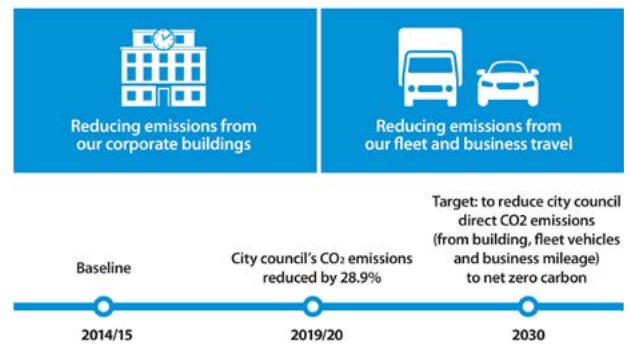 Reducing emissions from
our corporate buildings
Reducing emissions from
our fleet and business travel
Baseline
City council's CO₂ emissions
reduced by 28.9%
Target: to reduce city council
direct CO2 emissions
(from building, fleet vehicles
and business mileage)
to net zero carbon
2014/15
2019/20
2030